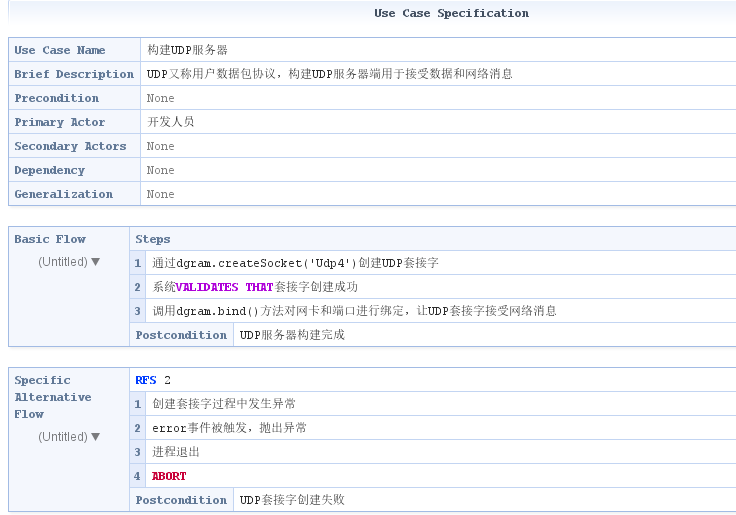 Use Case Specification
Use Case Name 构建UDP服务器
Brief Description UDP又称用户数据包协议，构建UDP服务器端用于接受数据和网络消息
Precondition None
Primary Actor 开发人员
Secondary Actors None
Dependency None
Generalization None
Basic Flow Steps
(Untitled) ▼
1 通过dgram.createSocket('Udp4')创建UDP套接字
2 系统VALIDATES THAT套接字创建成功
3 调用dgram.bind()方法对网卡和端口进行绑定，让UDP套接字接受网络消息
Postcondition UDP服务器构建完成
Specific Alternative Flow RFS 2
(Untitled) ▼
1 创建套接字过程中发生异常
2 error事件被触发，抛出异常
3 进程退出
4 ABORT
Postcondition UDP套接字创建失败